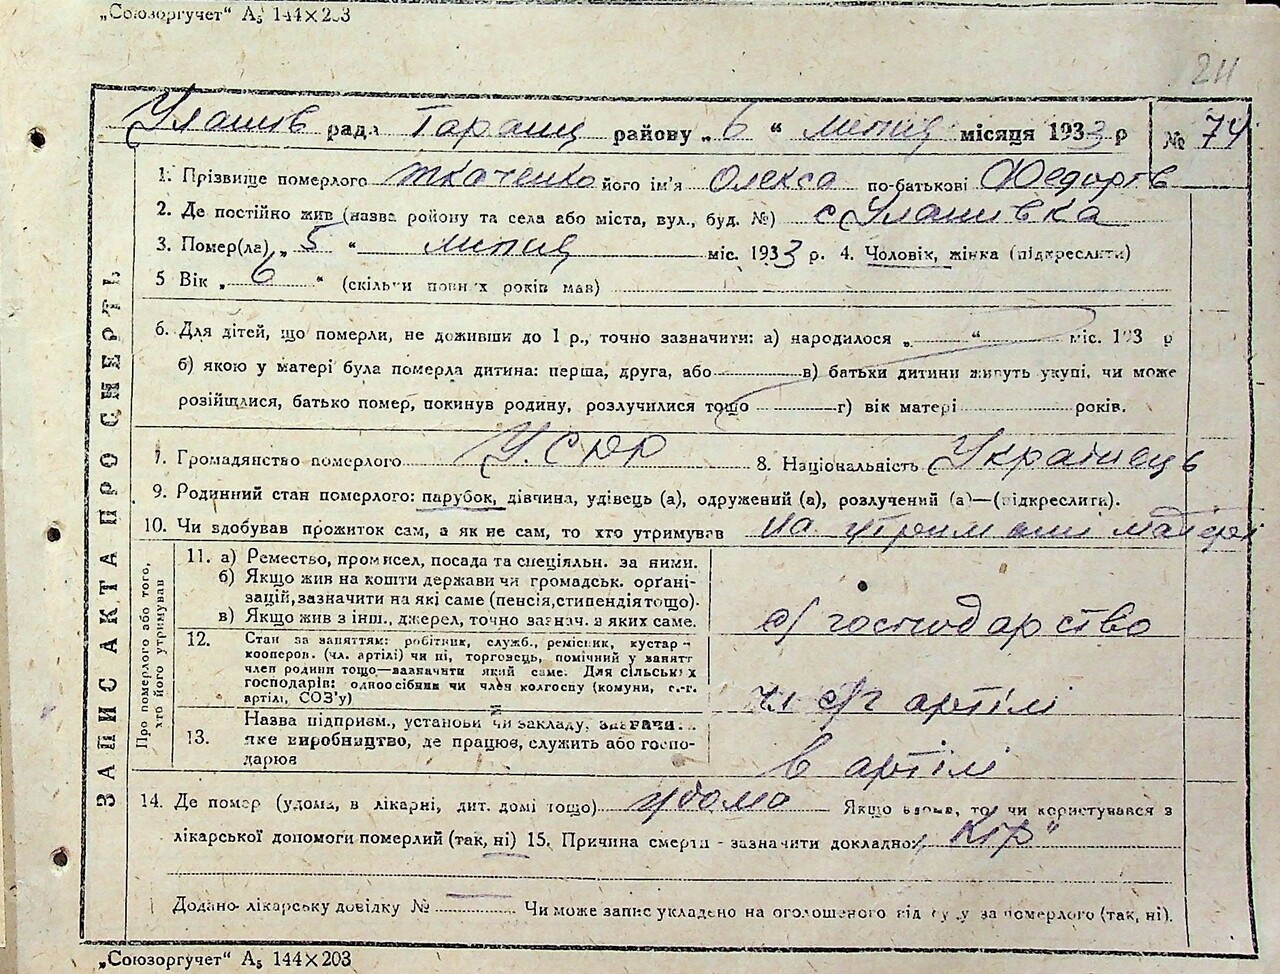 „Союзоргучет“ А₅ 144×203
211
Улашів рада Таращ району „ 6 “ липня місяця 1933 р № 74
ЗАПИС АКТА ПРО СМЕРТЬ
1. Прізвище померлого Ткаченко його ім'я Олекса по-батькові Федорів
2. Де постійно жив (назва району та села або міста, вул., буд. №) с Улашівка
3. Помер(ла) „ 5 “ липня міс. 1933 р. 4. Чоловік, жінка (підкреслити)
5 Вік „ 6 “ (скільки повних років мав)
6. Для дітей, що померли, не доживши до 1 р., точно зазначити: а) народилося „ “ міс. 193 р
б) якою у матері була померла дитина: перша, друга, або в) батьки дитини живуть укупі, чи може
розійшлися, батько помер, покинув родину, розлучилися тощо г) вік матері років.
7. Громадянство померлого УСРР 8. Національність Українець
9. Родинний стан померлого: парубок, дівчина, удівець (а), одружений (а), розлучений (а)—(підкреслити).
10. Чи здобував прожиток сам, а як не сам, то хто утримував На утриманні матері
Про померлого або того,
хто його утримував
11. а) Ремество, промисел, посада та спеціяльн. за ними.
б) Якщо жив на кошти держави чи громадськ. орґані-
зацій, зазначити на які саме (пенсія, стипендія тощо).
в) Якщо жив з інш., джерел, точно зазнач. з яких саме.
с/господарство
12. Стан за заняттям: робітник, служб., ремісник, кустар -
кооперов. (чл. артілі) чи ні, торговець, помічний у занятт
член родини тощо—зазначити який саме. Для сільських
господарів: одноосібник чи член колгоспу (комуни, с.-г.
артілі, СОЗ'у)
чл с/г артілі
13. Назва підприєм., установи чи закладу, зазначи..
яке виробництво, де працює, служить або госпо-
дарює
в артілі
14. Де помер (удома, в лікарні, дит. домі тощо) удома Якщо вдома, то чи користувався з
лікарської допомоги померлий (так, ні) 15. Причина смерти - зазначити докладно „Кір“
Додано лікарську довідку № — Чи може запис укладено на оголошеного від суду за померлого (так, ні).
„Союзоргучет“ А₅ 144×203